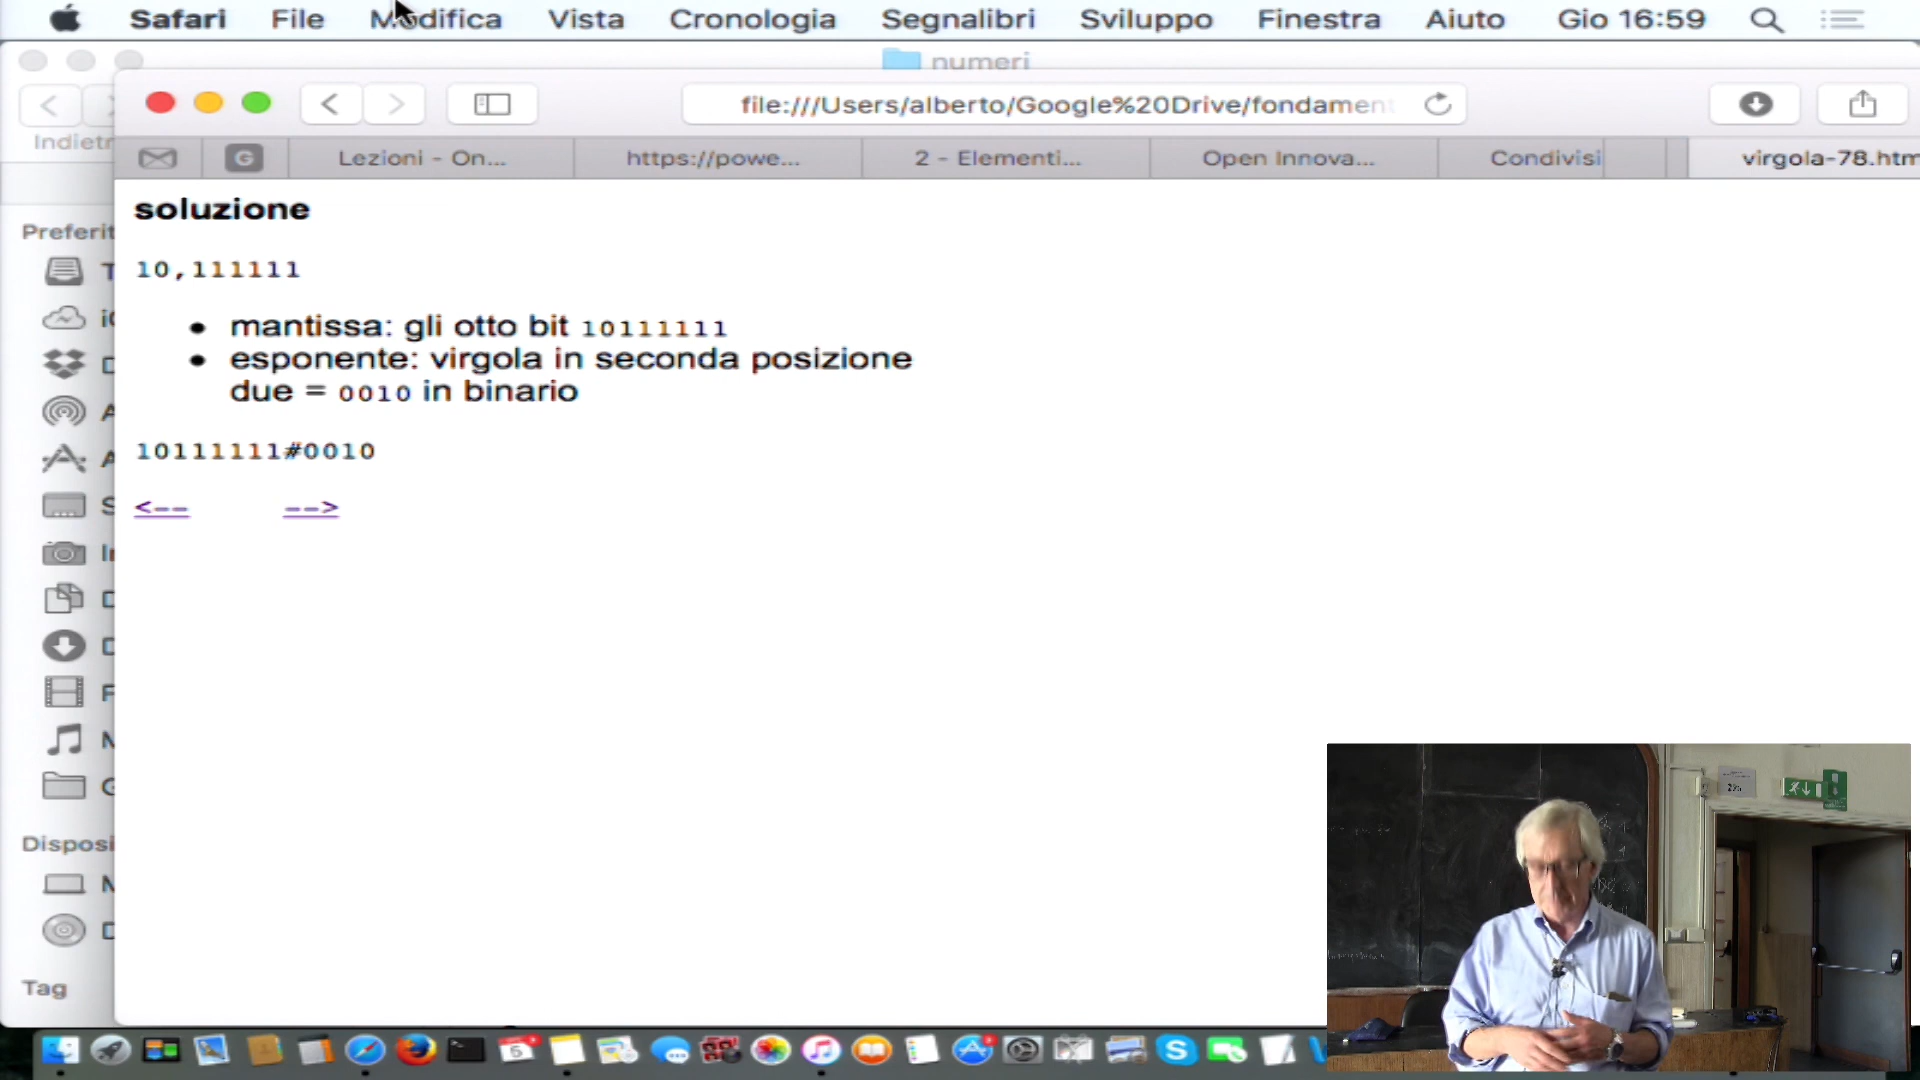 Safari File Modifica Vista Cronologia Segnalibri Sviluppo Finestra Aiuto Gio 16:59
numeri
file:///Users/alberto/Google%20Drive/fondament
Indietr
G Lezioni - On... https://powe... 2 - Elementi... Open Innova... Condivisi virgola-78.htm
soluzione
Preferit
10,111111
• mantissa: gli otto bit 10111111
• esponente: virgola in seconda posizione
due = 0010 in binario
10111111#0010
<-- -->
Disposi
Tag